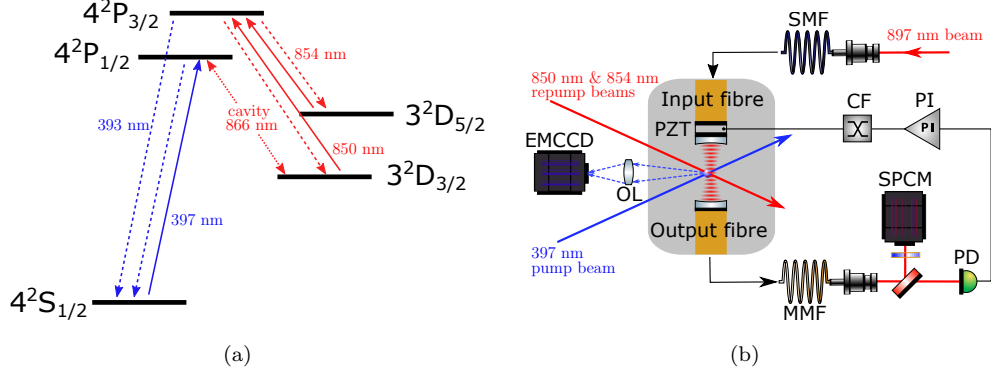 4²P₃/₂
4²P₁/₂
854 nm
cavity
866 nm
393 nm
3²D₅/₂
850 nm
3²D₃/₂
397 nm
4²S₁/₂
(a)
SMF
897 nm beam
850 nm & 854 nm
repump beams
Input fibre
CF
PI
PZT
PI
EMCCD
SPCM
OL
Output fibre
397 nm
pump beam
PD
MMF
(b)